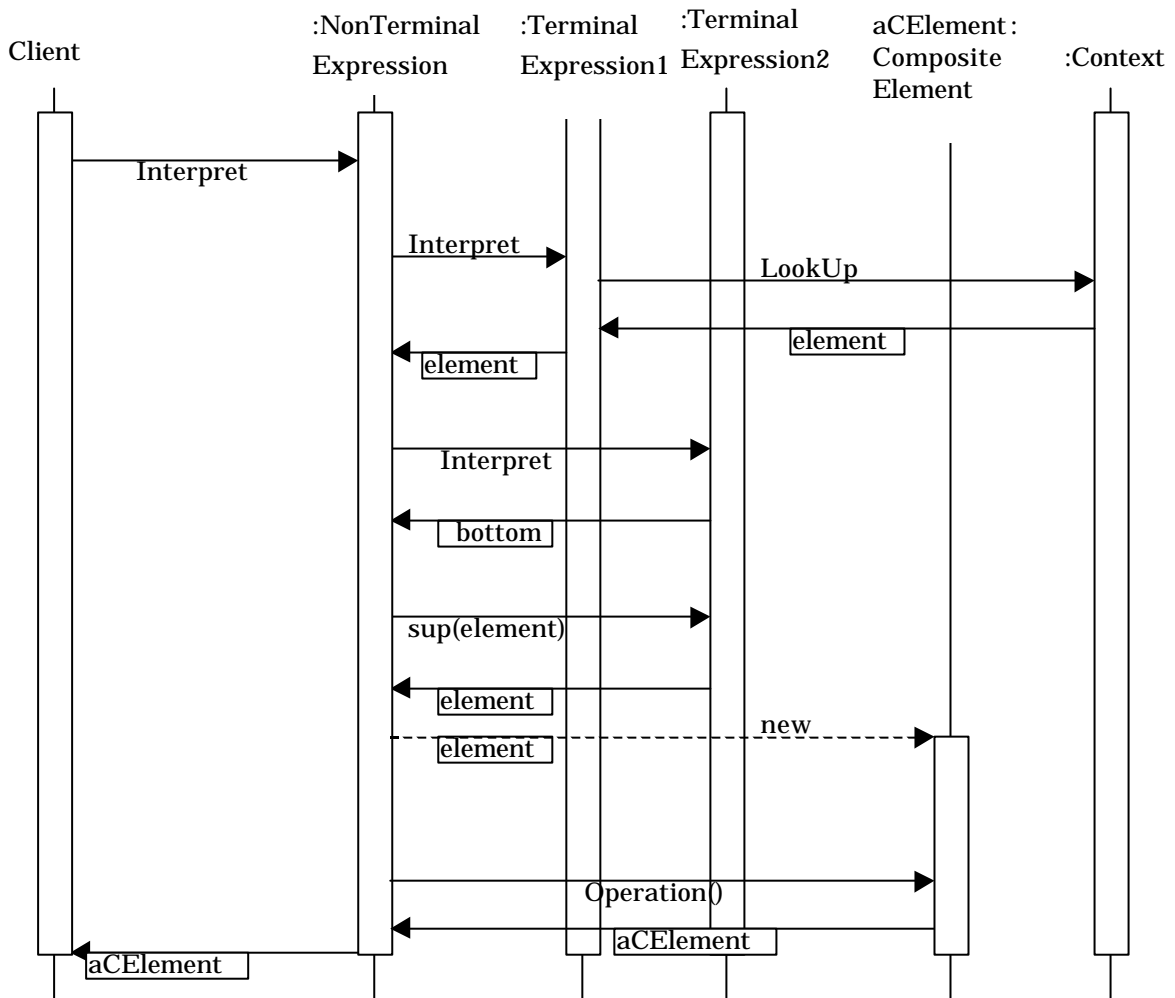 Client
:NonTerminal
Expression
:Terminal
Expression1
:Terminal
Expression2
aCElement:
Composite
Element
:Context
Interpret
Interpret
LookUp
element
element
Interpret
bottom
sup(element)
element
new
element
Operation()
aCElement
aCElement